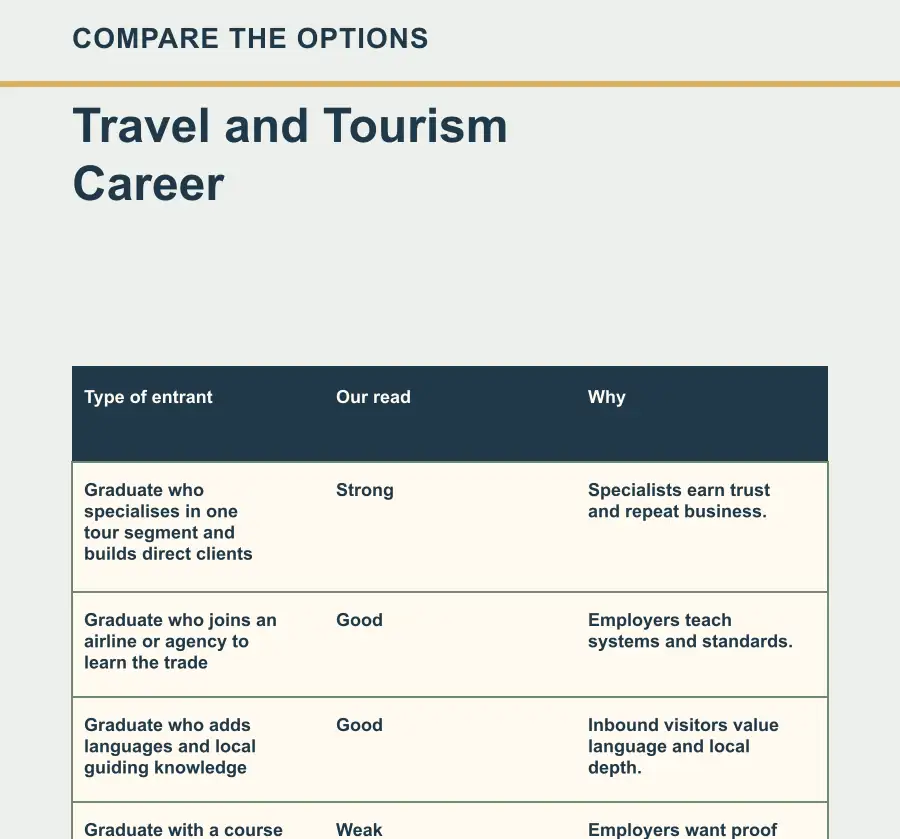 COMPARE THE OPTIONS
Travel and Tourism
Career
Type of entrant
Our read
Why
Graduate who
specialises in one
tour segment and
builds direct clients
Strong
Specialists earn trust
and repeat business.
Graduate who joins an
airline or agency to
learn the trade
Good
Employers teach
systems and standards.
Graduate who adds
languages and local
guiding knowledge
Good
Inbound visitors value
language and local
depth.
Graduate with a course
Weak
Employers want proof